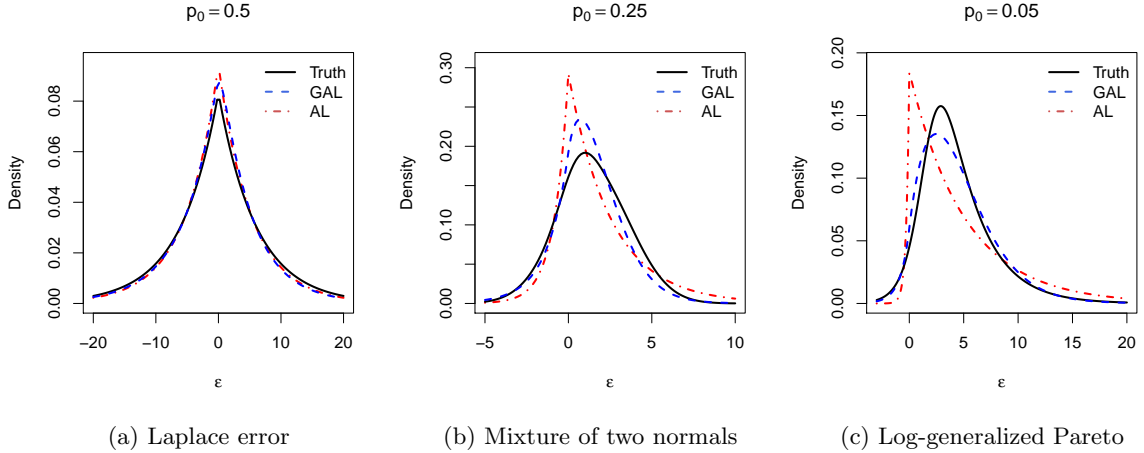 p0 = 0.5
Density
0.00 0.02 0.04 0.06 0.08
Truth
GAL
AL
−20 −10 0 10 20
ε
(a) Laplace error
p0 = 0.25
Density
0.00 0.10 0.20 0.30
Truth
GAL
AL
−5 0 5 10
ε
(b) Mixture of two normals
p0 = 0.05
Density
0.00 0.05 0.10 0.15 0.20
Truth
GAL
AL
0 5 10 15 20
ε
(c) Log-generalized Pareto